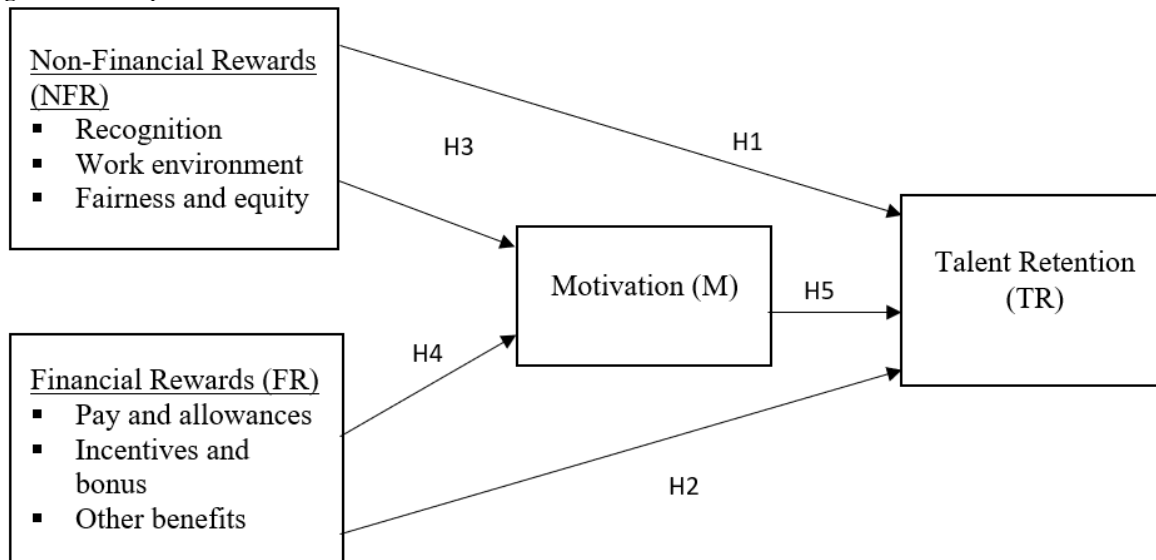 Non-Financial Rewards
(NFR)
▪ Recognition
▪ Work environment
▪ Fairness and equity
H3
H1
Motivation (M)
H5
Talent Retention
(TR)
H4
Financial Rewards (FR)
▪ Pay and allowances
▪ Incentives and
bonus
▪ Other benefits
H2